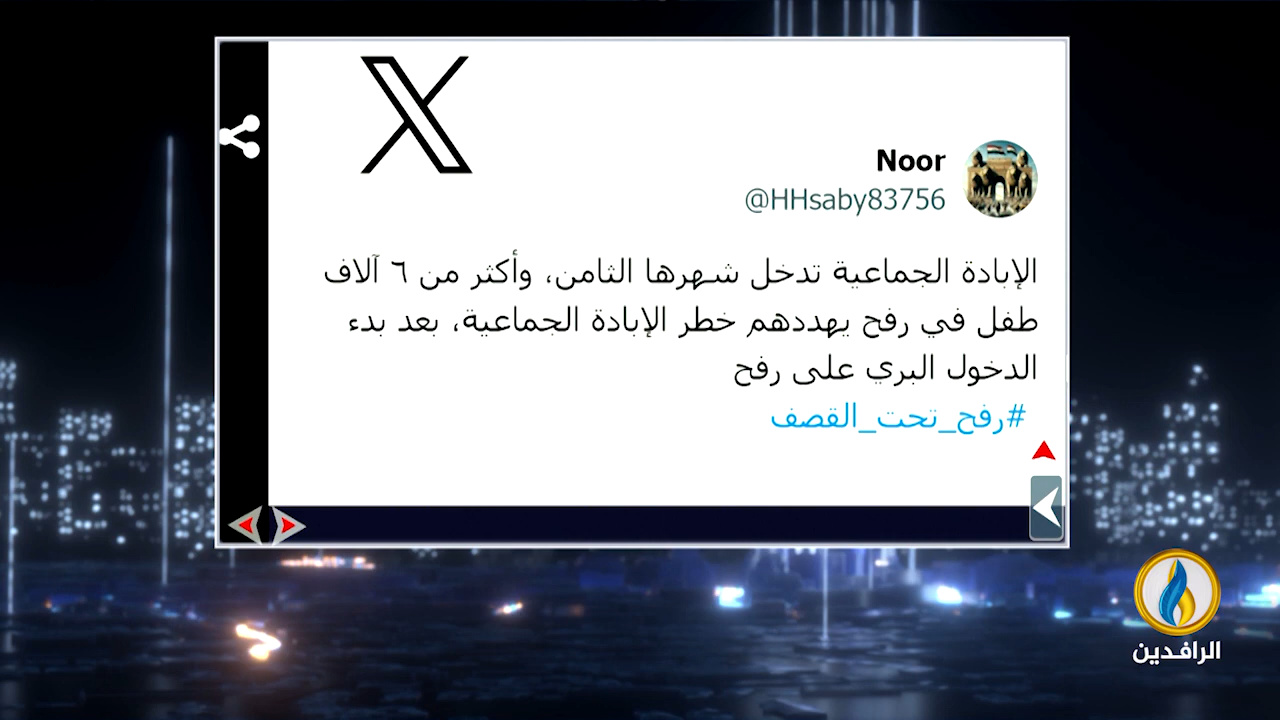 Noor
@HHsaby83756
الإبادة الجماعية تدخل شهرها الثامن، وأكثر من ٦ آلاف
طفل في رفح يهددهم خطر الإبادة الجماعية، بعد بدء
الدخول البري على رفح
#رفح_تحت_القصف
الرافدين